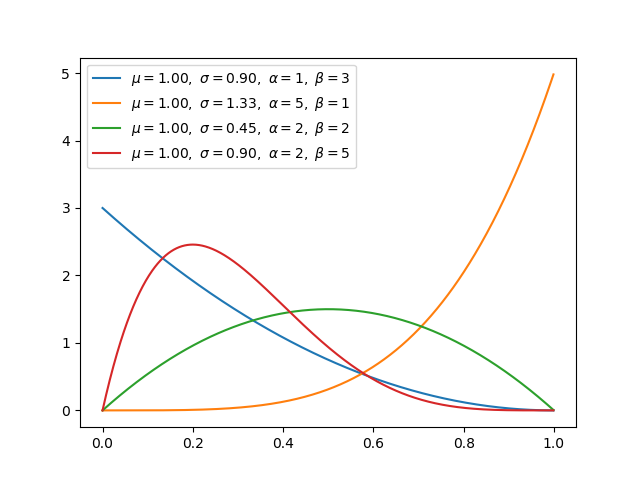 μ = 1.00, σ = 0.90, α = 1, β = 3
μ = 1.00, σ = 1.33, α = 5, β = 1
μ = 1.00, σ = 0.45, α = 2, β = 2
μ = 1.00, σ = 0.90, α = 2, β = 5
5
4
3
2
1
0
0.0 0.2 0.4 0.6 0.8 1.0